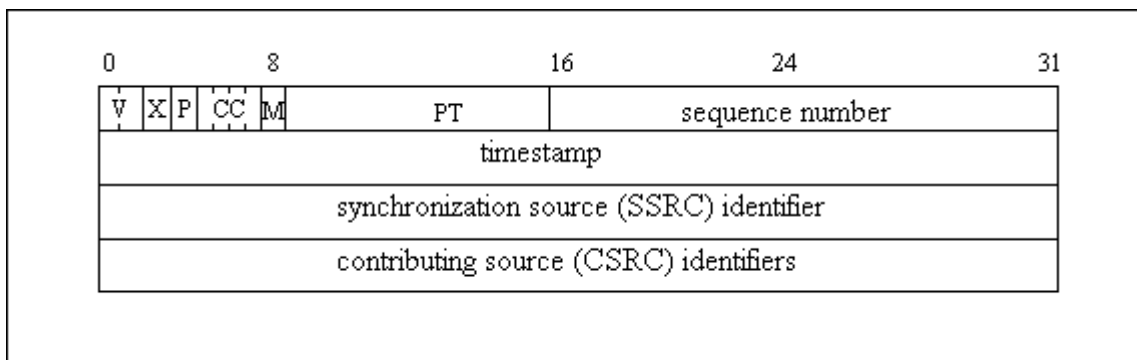 0 8 16 24 31
V X P CC M PT sequence number
timestamp
synchronization source (SSRC) identifier
contributing source (CSRC) identifiers